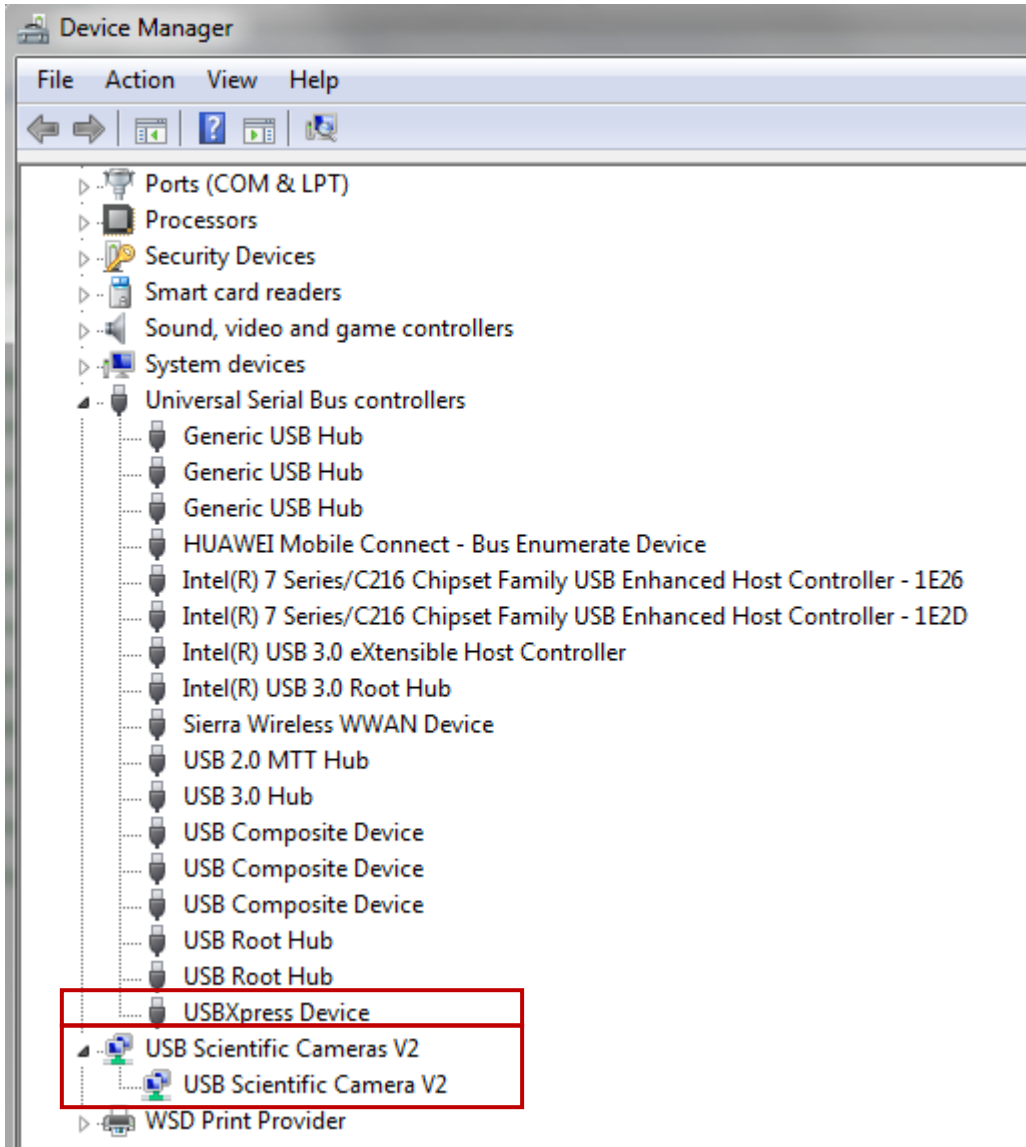 Device Manager
File Action View Help
Ports (COM & LPT)
Processors
Security Devices
Smart card readers
Sound, video and game controllers
System devices
Universal Serial Bus controllers
Generic USB Hub
Generic USB Hub
Generic USB Hub
HUAWEI Mobile Connect - Bus Enumerate Device
Intel(R) 7 Series/C216 Chipset Family USB Enhanced Host Controller - 1E26
Intel(R) 7 Series/C216 Chipset Family USB Enhanced Host Controller - 1E2D
Intel(R) USB 3.0 eXtensible Host Controller
Intel(R) USB 3.0 Root Hub
Sierra Wireless WWAN Device
USB 2.0 MTT Hub
USB 3.0 Hub
USB Composite Device
USB Composite Device
USB Composite Device
USB Root Hub
USB Root Hub
USBXpress Device
USB Scientific Cameras V2
USB Scientific Camera V2
WSD Print Provider